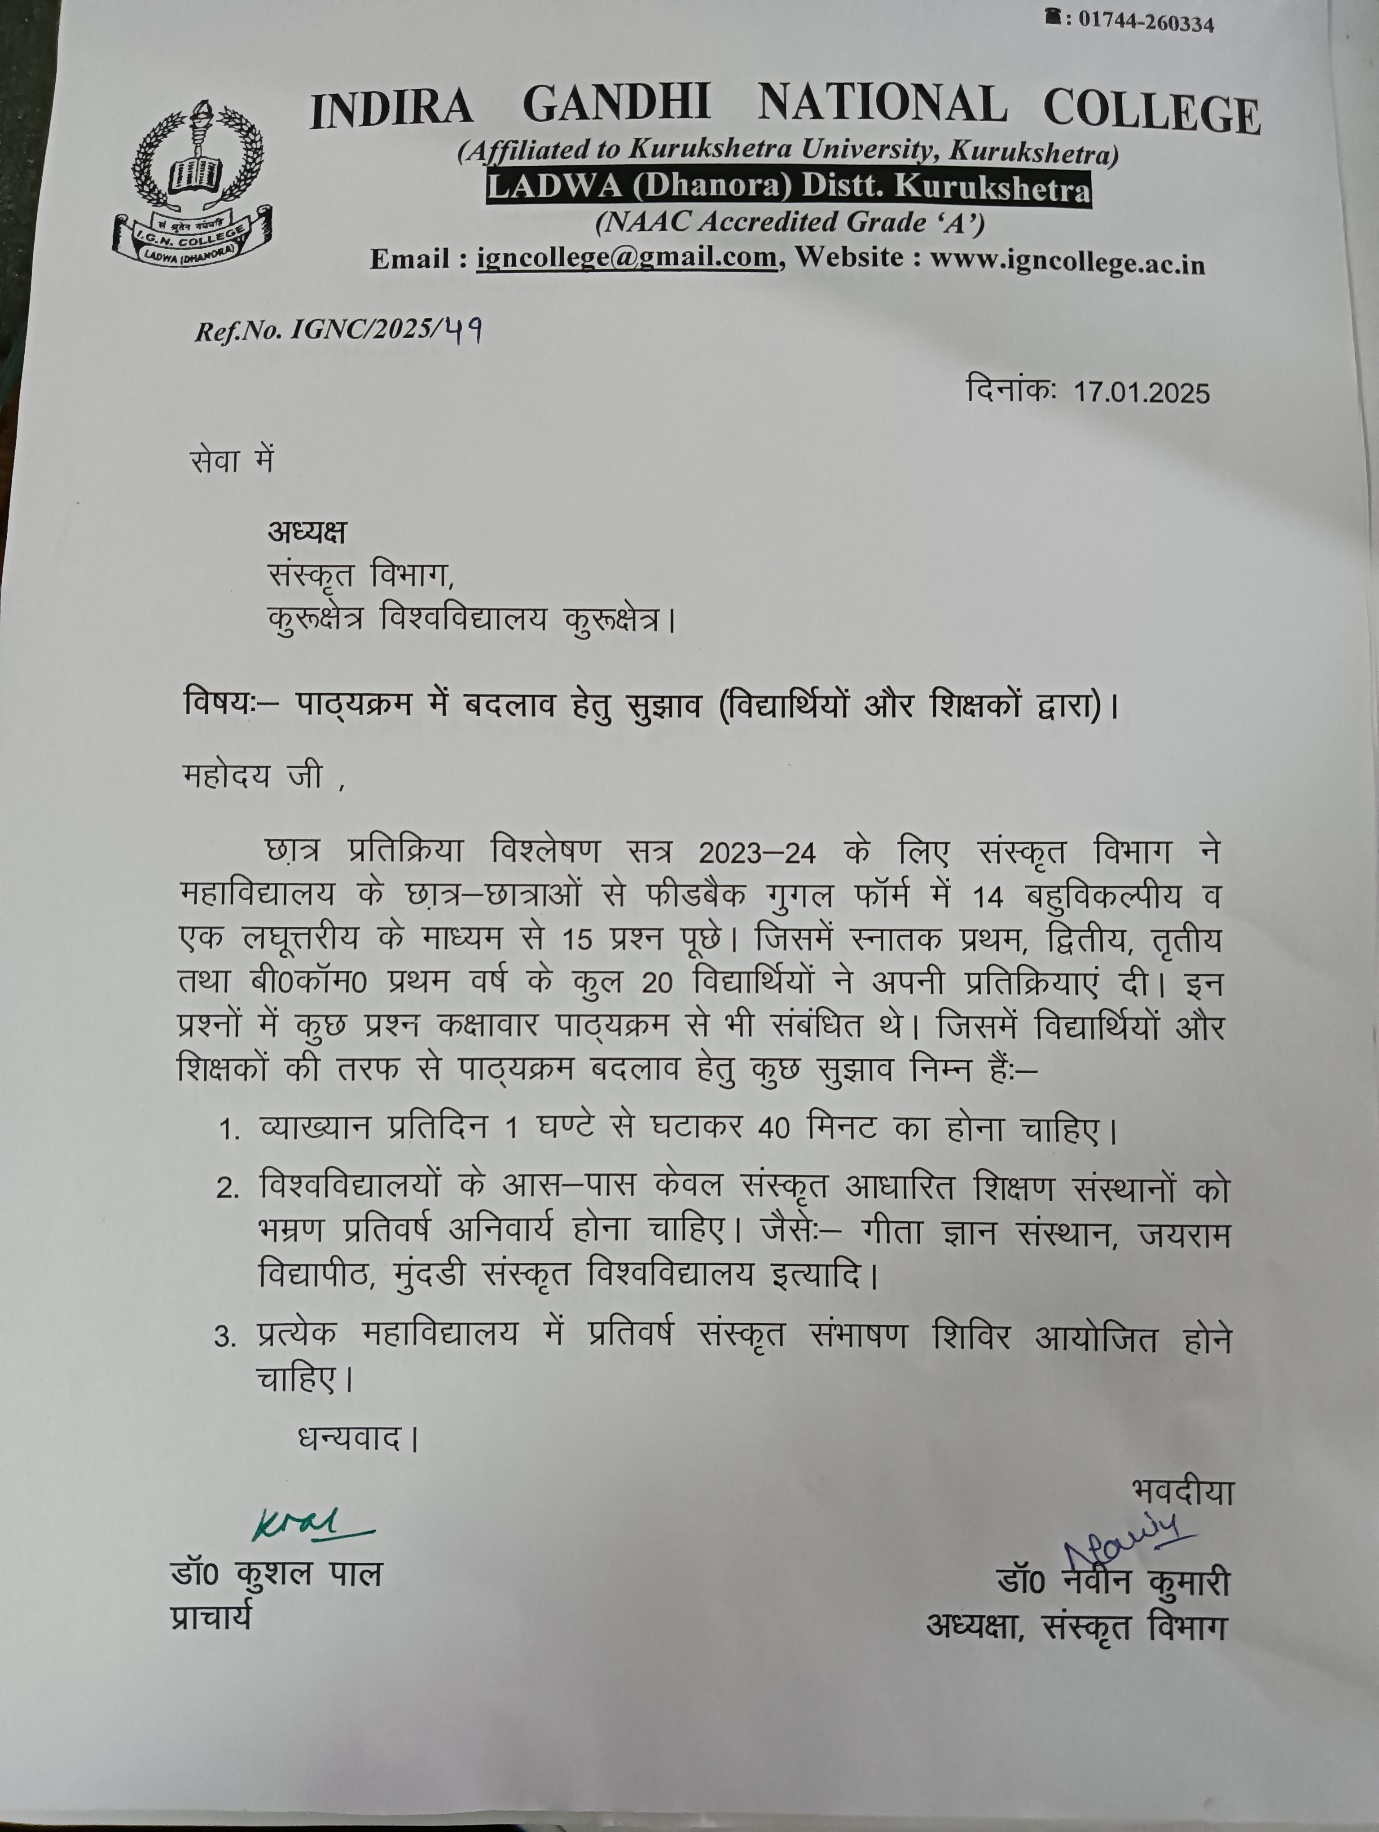 ☎: 01744-260334
INDIRA GANDHI NATIONAL COLLEGE
(Affiliated to Kurukshetra University, Kurukshetra)
LADWA (Dhanora) Distt. Kurukshetra
(NAAC Accredited Grade ‘A’)
Email : igncollege@gmail.com, Website : www.igncollege.ac.in
I.G.N. COLLEGE
LADWA (DHANORA)
Ref.No. IGNC/2025/49
दिनांकः 17.01.2025
सेवा में
अध्यक्ष
संस्कृत विभाग,
कुरूक्षेत्र विश्वविद्यालय कुरूक्षेत्र।
विषयः– पाठ्यक्रम में बदलाव हेतु सुझाव (विद्यार्थियों और शिक्षकों द्वारा)।
महोदय जी ,
छात्र प्रतिक्रिया विश्लेषण सत्र 2023–24 के लिए संस्कृत विभाग ने
महाविद्यालय के छात्र–छात्राओं से फीडबैक गुगल फॉर्म में 14 बहुविकल्पीय व
एक लघूत्तरीय के माध्यम से 15 प्रश्न पूछे। जिसमें स्नातक प्रथम, द्वितीय, तृतीय
तथा बी0कॉम0 प्रथम वर्ष के कुल 20 विद्यार्थियों ने अपनी प्रतिक्रियाएं दी। इन
प्रश्नों में कुछ प्रश्न कक्षावार पाठ्यक्रम से भी संबंधित थे। जिसमें विद्यार्थियों और
शिक्षकों की तरफ से पाठ्यक्रम बदलाव हेतु कुछ सुझाव निम्न हैंः–
1. व्याख्यान प्रतिदिन 1 घण्टे से घटाकर 40 मिनट का होना चाहिए।
2. विश्वविद्यालयों के आस–पास केवल संस्कृत आधारित शिक्षण संस्थानों को
भम्रण प्रतिवर्ष अनिवार्य होना चाहिए। जैसेः– गीता ज्ञान संस्थान, जयराम
विद्यापीठ, मुंदडी संस्कृत विश्वविद्यालय इत्यादि।
3. प्रत्येक महाविद्यालय में प्रतिवर्ष संस्कृत संभाषण शिविर आयोजित होने
चाहिए।
धन्यवाद।
भवदीया
डॉ0 कुशल पाल
प्राचार्य
डॉ0 नवीन कुमारी
अध्यक्षा, संस्कृत विभाग